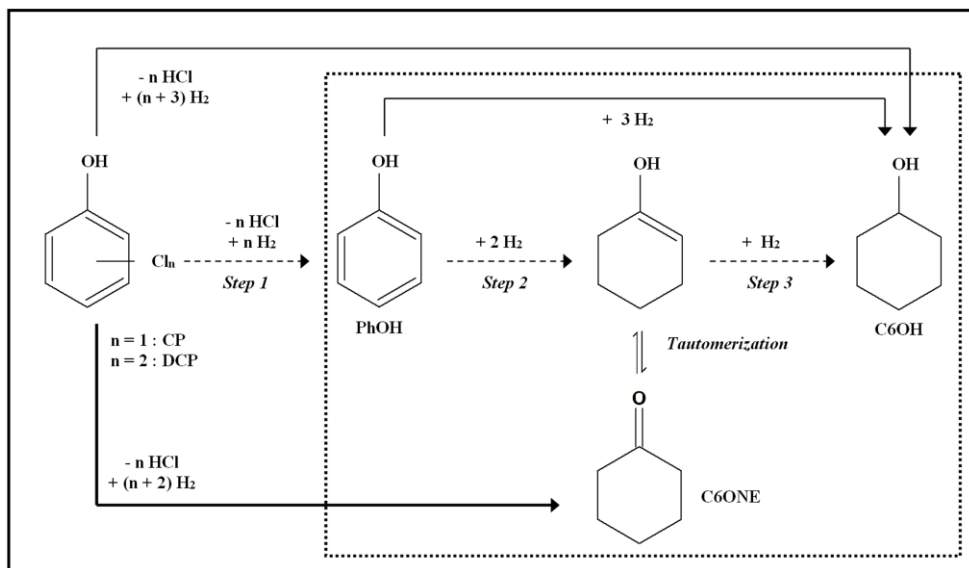 - n HCl
+ (n + 3) H₂
+ 3 H₂
OH
OH
OH
OH
- n HCl
+ n H₂
+ 2 H₂
+ H₂
Clₙ
Step 1
Step 2
Step 3
PhOH
C6OH
n = 1 : CP
n = 2 : DCP
Tautomerization
O
- n HCl
+ (n + 2) H₂
C6ONE